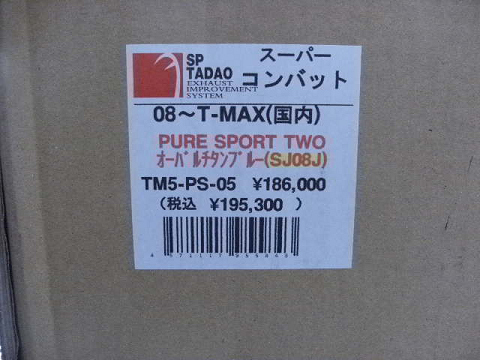 SP
TADAO
EXHAUST
IMPROVEMENT
SYSTEM
スーパー
コンバット
08～T-MAX(国内)
PURE SPORT TWO
ｵｰﾊﾞﾙﾁﾀﾝﾌﾞﾙｰ(SJ08J)
TM5-PS-05 ¥186,000
(税込 ¥195,300 )